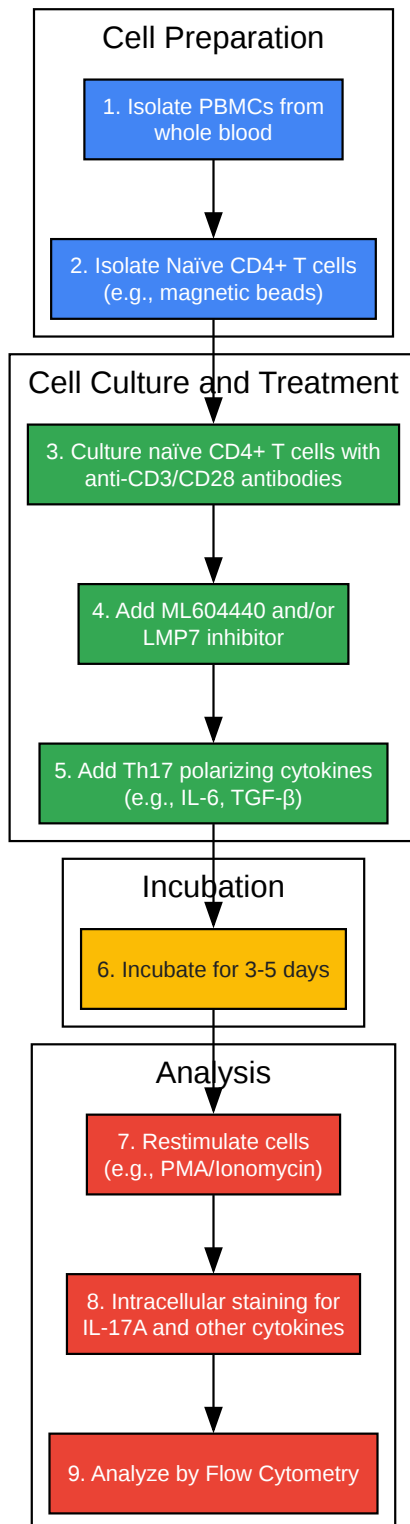 Cell Preparation
1. Isolate PBMCs from
whole blood
2. Isolate Naïve CD4+ T cells
(e.g., magnetic beads)
Cell Culture and Treatment
3. Culture naïve CD4+ T cells with
anti-CD3/CD28 antibodies
4. Add ML604440 and/or
LMP7 inhibitor
5. Add Th17 polarizing cytokines
(e.g., IL-6, TGF-β)
Incubation
6. Incubate for 3-5 days
Analysis
7. Restimulate cells
(e.g., PMA/Ionomycin)
8. Intracellular staining for
IL-17A and other cytokines
9. Analyze by Flow Cytometry